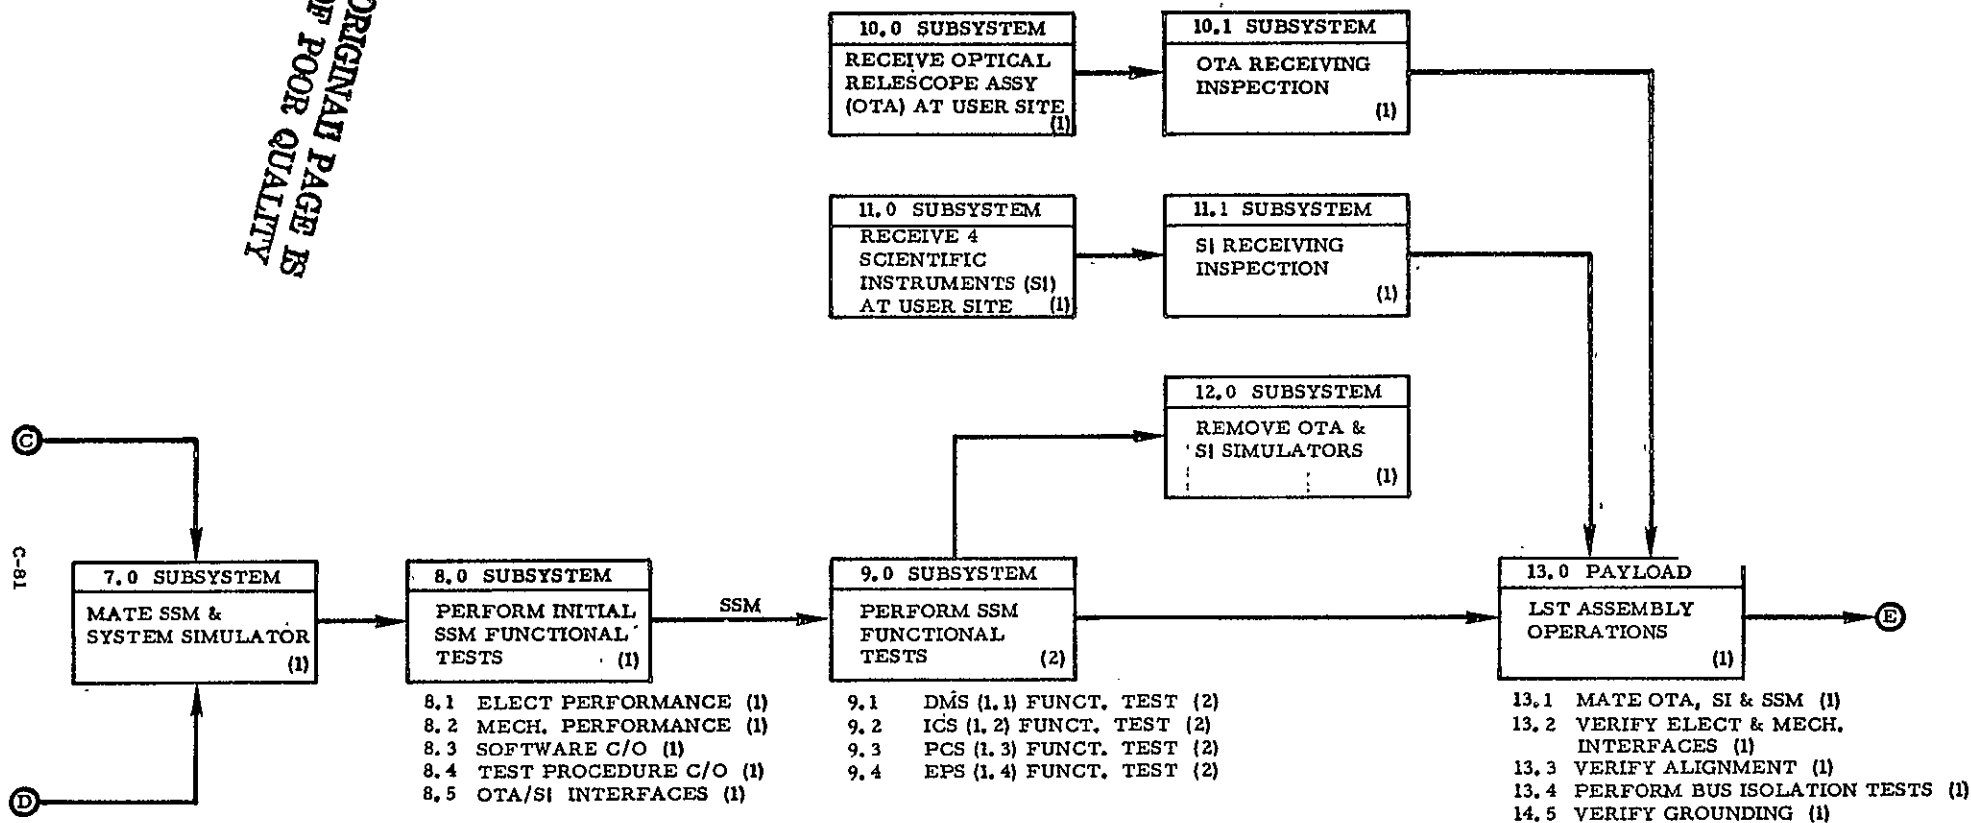 ORIGINAL PAGE IS
OF POOR QUALITY
10.0 SUBSYSTEM
RECEIVE OPTICAL
RELESCOPE ASSY
(OTA) AT USER SITE
(1)
10.1 SUBSYSTEM
OTA RECEIVING
INSPECTION
(1)
11.0 SUBSYSTEM
RECEIVE 4
SCIENTIFIC
INSTRUMENTS (SI)
AT USER SITE (1)
11.1 SUBSYSTEM
SI RECEIVING
INSPECTION
(1)
12.0 SUBSYSTEM
REMOVE OTA &
SI SIMULATORS
(1)
C
D
C-81
7.0 SUBSYSTEM
MATE SSM &
SYSTEM SIMULATOR
(1)
8.0 SUBSYSTEM
PERFORM INITIAL
SSM FUNCTIONAL
TESTS (1)
8.1 ELECT PERFORMANCE (1)
8.2 MECH. PERFORMANCE (1)
8.3 SOFTWARE C/O (1)
8.4 TEST PROCEDURE C/O (1)
8.5 OTA/SI INTERFACES (1)
SSM
9.0 SUBSYSTEM
PERFORM SSM
FUNCTIONAL
TESTS (2)
9.1 DMS (1.1) FUNCT. TEST (2)
9.2 ICS (1.2) FUNCT. TEST (2)
9.3 PCS (1.3) FUNCT. TEST (2)
9.4 EPS (1.4) FUNCT. TEST (2)
13.0 PAYLOAD
LST ASSEMBLY
OPERATIONS
(1)
13.1 MATE OTA, SI & SSM (1)
13.2 VERIFY ELECT & MECH.
INTERFACES (1)
13.3 VERIFY ALIGNMENT (1)
13.4 PERFORM BUS ISOLATION TESTS (1)
14.5 VERIFY GROUNDING (1)
E